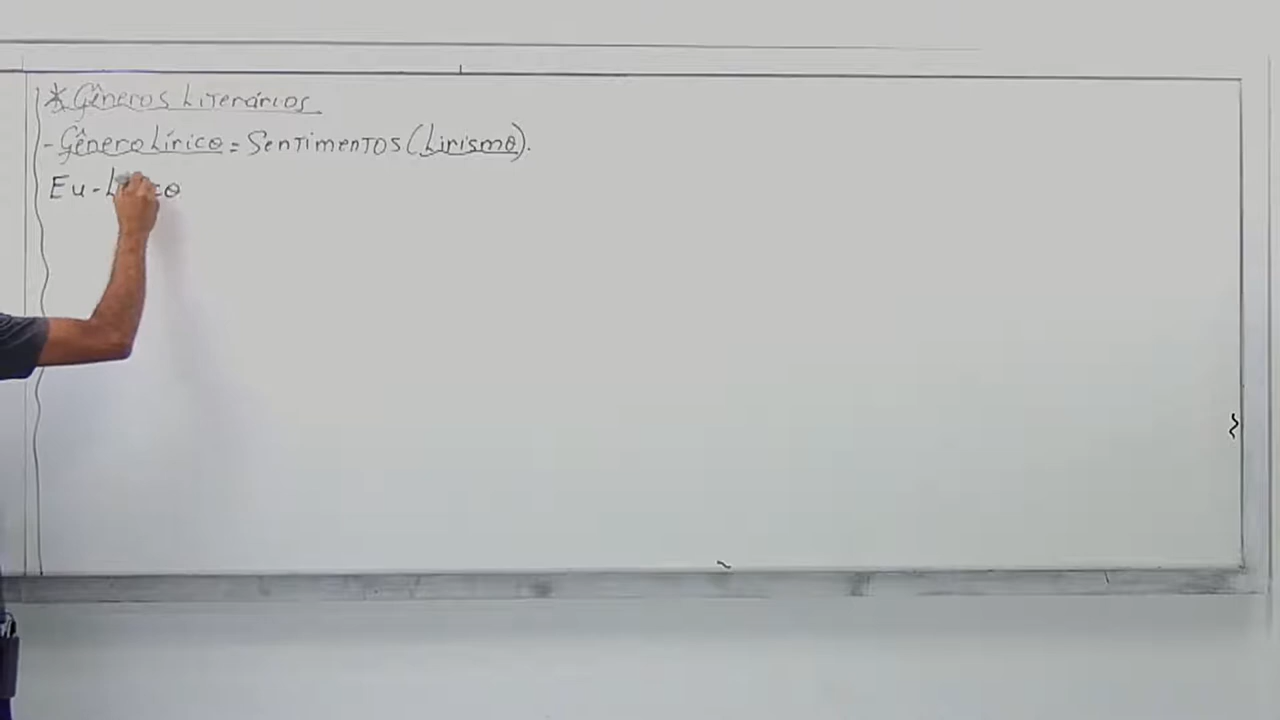 * Gêneros Literários
- Gênero Lírico = Sentimentos (Lirismo).
Eu-